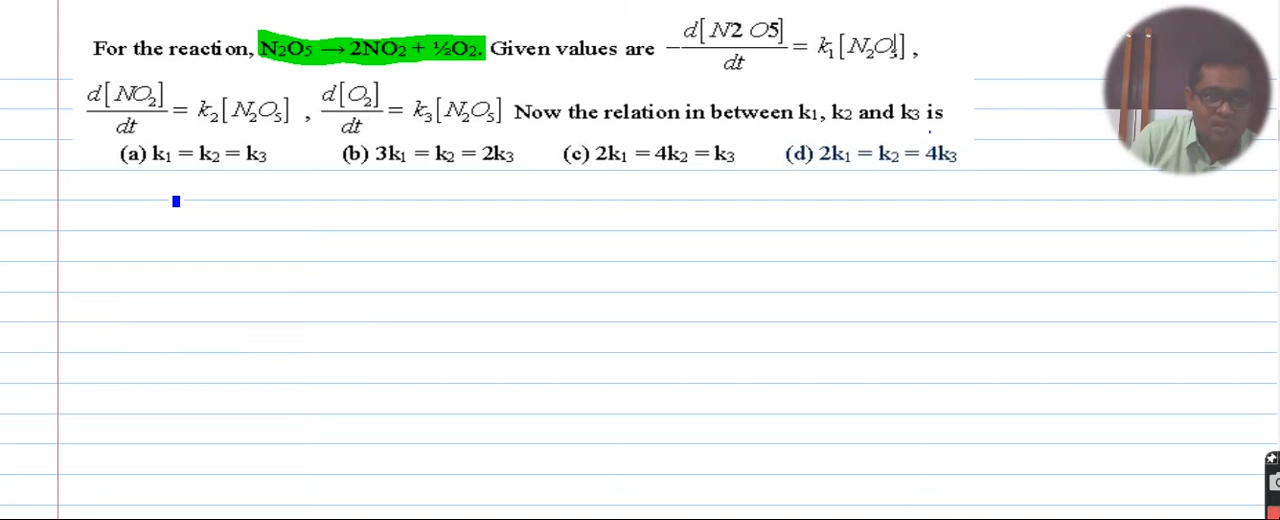 For the reaction, N₂O₅ → 2NO₂ + ½O₂. Given values are −d[N2 O5]/dt = k₁[N₂O₅],
d[NO₂]/dt = k₂[N₂O₅], d[O₂]/dt = k₃[N₂O₅] Now the relation in between k₁, k₂ and k₃ is
(a) k₁ = k₂ = k₃ (b) 3k₁ = k₂ = 2k₃ (c) 2k₁ = 4k₂ = k₃ (d) 2k₁ = k₂ = 4k₃